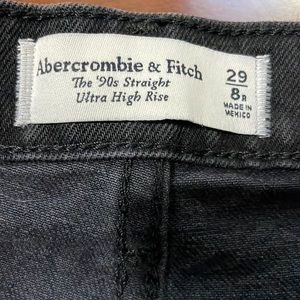 Abercrombie & Fitch
The '90s Straight
Ultra High Rise
29
8R
MADE IN
MEXICO